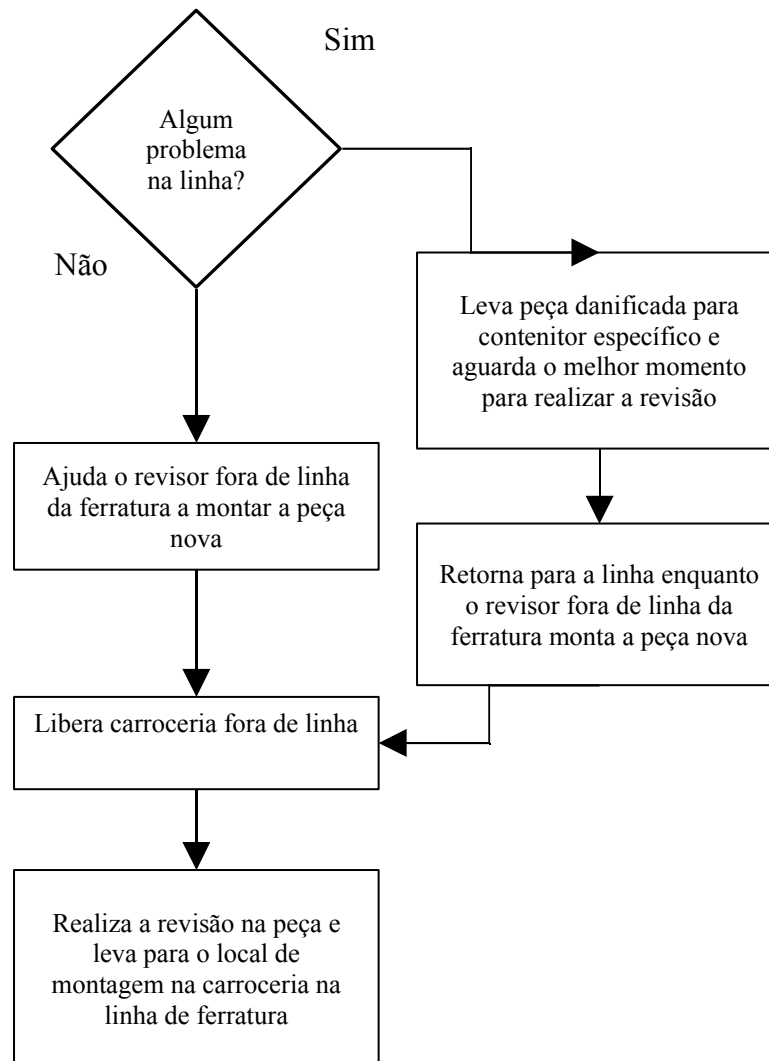 Sim
Algum
problema
na linha?
Não
Leva peça danificada para
contenitor específico e
aguarda o melhor momento
para realizar a revisão
Ajuda o revisor fora de linha
da ferratura a montar a peça
nova
Retorna para a linha enquanto
o revisor fora de linha da
ferratura monta a peça nova
Libera carroceria fora de linha
Realiza a revisão na peça e
leva para o local de
montagem na carroceria na
linha de ferratura